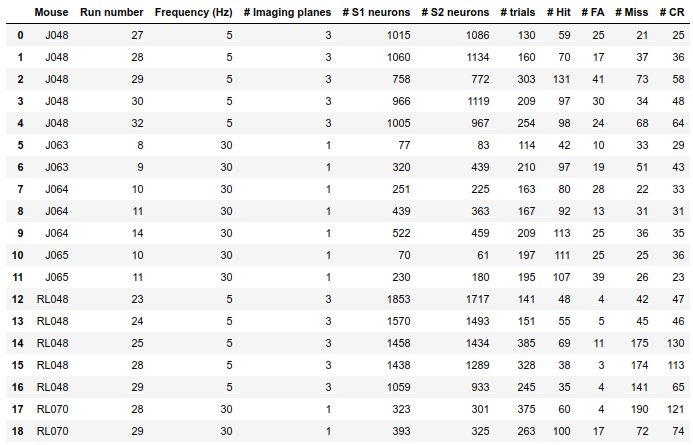 Mouse Run number Frequency (Hz) # Imaging planes # S1 neurons # S2 neurons # trials # Hit # FA # Miss # CR
0 J048 27 5 3 1015 1086 130 59 25 21 25
1 J048 28 5 3 1060 1134 160 70 17 37 36
2 J048 29 5 3 758 772 303 131 41 73 58
3 J048 30 5 3 966 1119 209 97 30 34 48
4 J048 32 5 3 1005 967 254 98 24 68 64
5 J063 8 30 1 77 83 114 42 10 33 29
6 J063 9 30 1 320 439 210 97 19 51 43
7 J064 10 30 1 251 225 163 80 28 22 33
8 J064 11 30 1 439 363 167 92 13 31 31
9 J064 14 30 1 522 459 209 113 25 36 35
10 J065 10 30 1 70 61 197 111 25 25 36
11 J065 11 30 1 230 180 195 107 39 26 23
12 RL048 23 5 3 1853 1717 141 48 4 42 47
13 RL048 24 5 3 1570 1493 151 55 5 45 46
14 RL048 25 5 3 1458 1434 385 69 11 175 130
15 RL048 28 5 3 1438 1289 328 38 3 174 113
16 RL048 29 5 3 1059 933 245 35 4 141 65
17 RL070 28 30 1 323 301 375 60 4 190 121
18 RL070 29 30 1 393 325 263 100 17 72 74